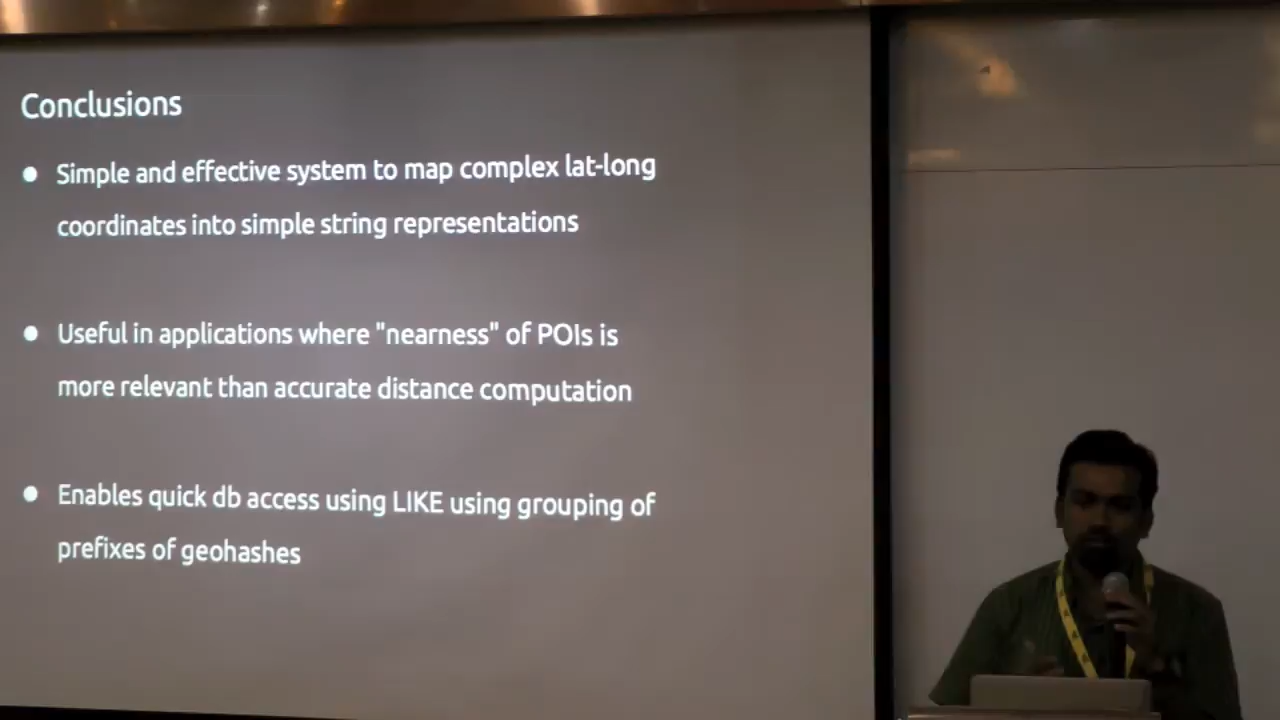 Conclusions
● Simple and effective system to map complex lat-long
coordinates into simple string representations
● Useful in applications where "nearness" of POIs is
more relevant than accurate distance computation
● Enables quick db access using LIKE using grouping of
prefixes of geohashes